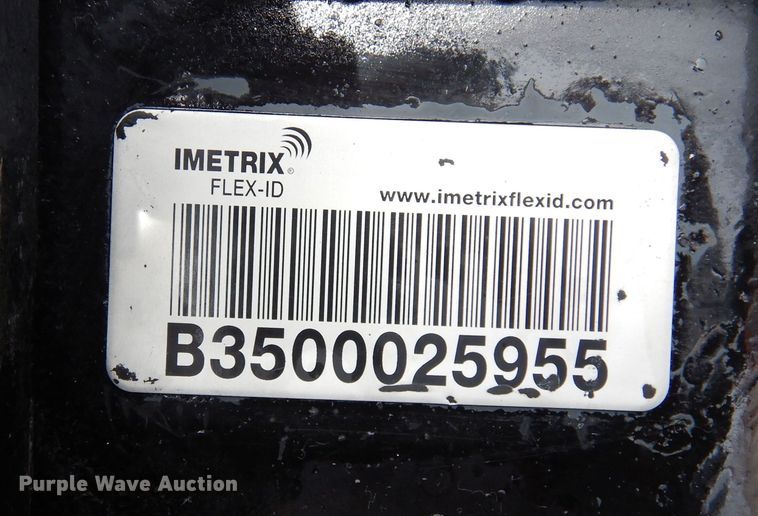 IMETRIX®
FLEX-ID
www.imetrixflexid.com
B3500025955
Purple Wave Auction